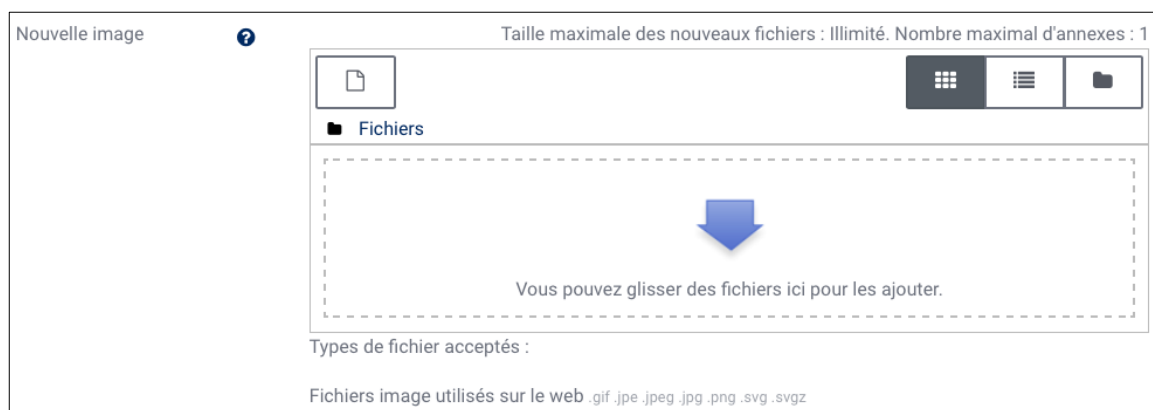 Nouvelle image
Taille maximale des nouveaux fichiers : Illimité. Nombre maximal d'annexes : 1
Fichiers
Vous pouvez glisser des fichiers ici pour les ajouter.
Types de fichier acceptés :
Fichiers image utilisés sur le web .gif .jpe .jpeg .jpg .png .svg .svgz